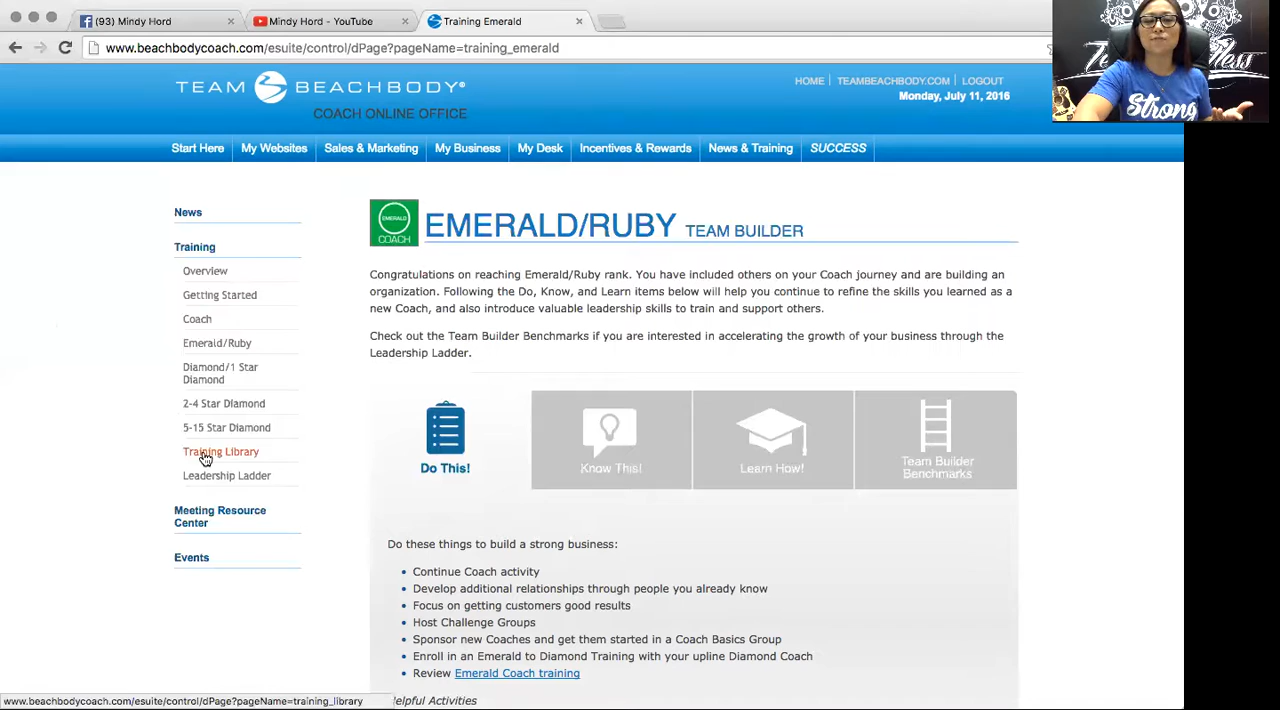 (93) Mindy Hord
Mindy Hord - YouTube
Training Emerald
www.beachbodycoach.com/esuite/control/dPage?pageName=training_emerald
TEAM BEACHBODY®
COACH ONLINE OFFICE
HOME | TEAMBEACHBODY.COM | LOGOUT
Monday, July 11, 2016
Strong
Start Here
My Websites
Sales & Marketing
My Business
My Desk
Incentives & Rewards
News & Training
SUCCESS
News
Training
Overview
Getting Started
Coach
Emerald/Ruby
Diamond/1 Star
Diamond
2-4 Star Diamond
5-15 Star Diamond
Training Library
Leadership Ladder
Meeting Resource
Center
Events
EMERALD
COACH
EMERALD/RUBY TEAM BUILDER
Congratulations on reaching Emerald/Ruby rank. You have included others on your Coach journey and are building an
organization. Following the Do, Know, and Learn items below will help you continue to refine the skills you learned as a
new Coach, and also introduce valuable leadership skills to train and support others.
Check out the Team Builder Benchmarks if you are interested in accelerating the growth of your business through the
Leadership Ladder.
Do This!
Know This!
Learn How!
Team Builder
Benchmarks
Do these things to build a strong business:
• Continue Coach activity
• Develop additional relationships through people you already know
• Focus on getting customers good results
• Host Challenge Groups
• Sponsor new Coaches and get them started in a Coach Basics Group
• Enroll in an Emerald to Diamond Training with your upline Diamond Coach
• Review Emerald Coach training
Helpful Activities
www.beachbodycoach.com/esuite/control/dPage?pageName=training_library